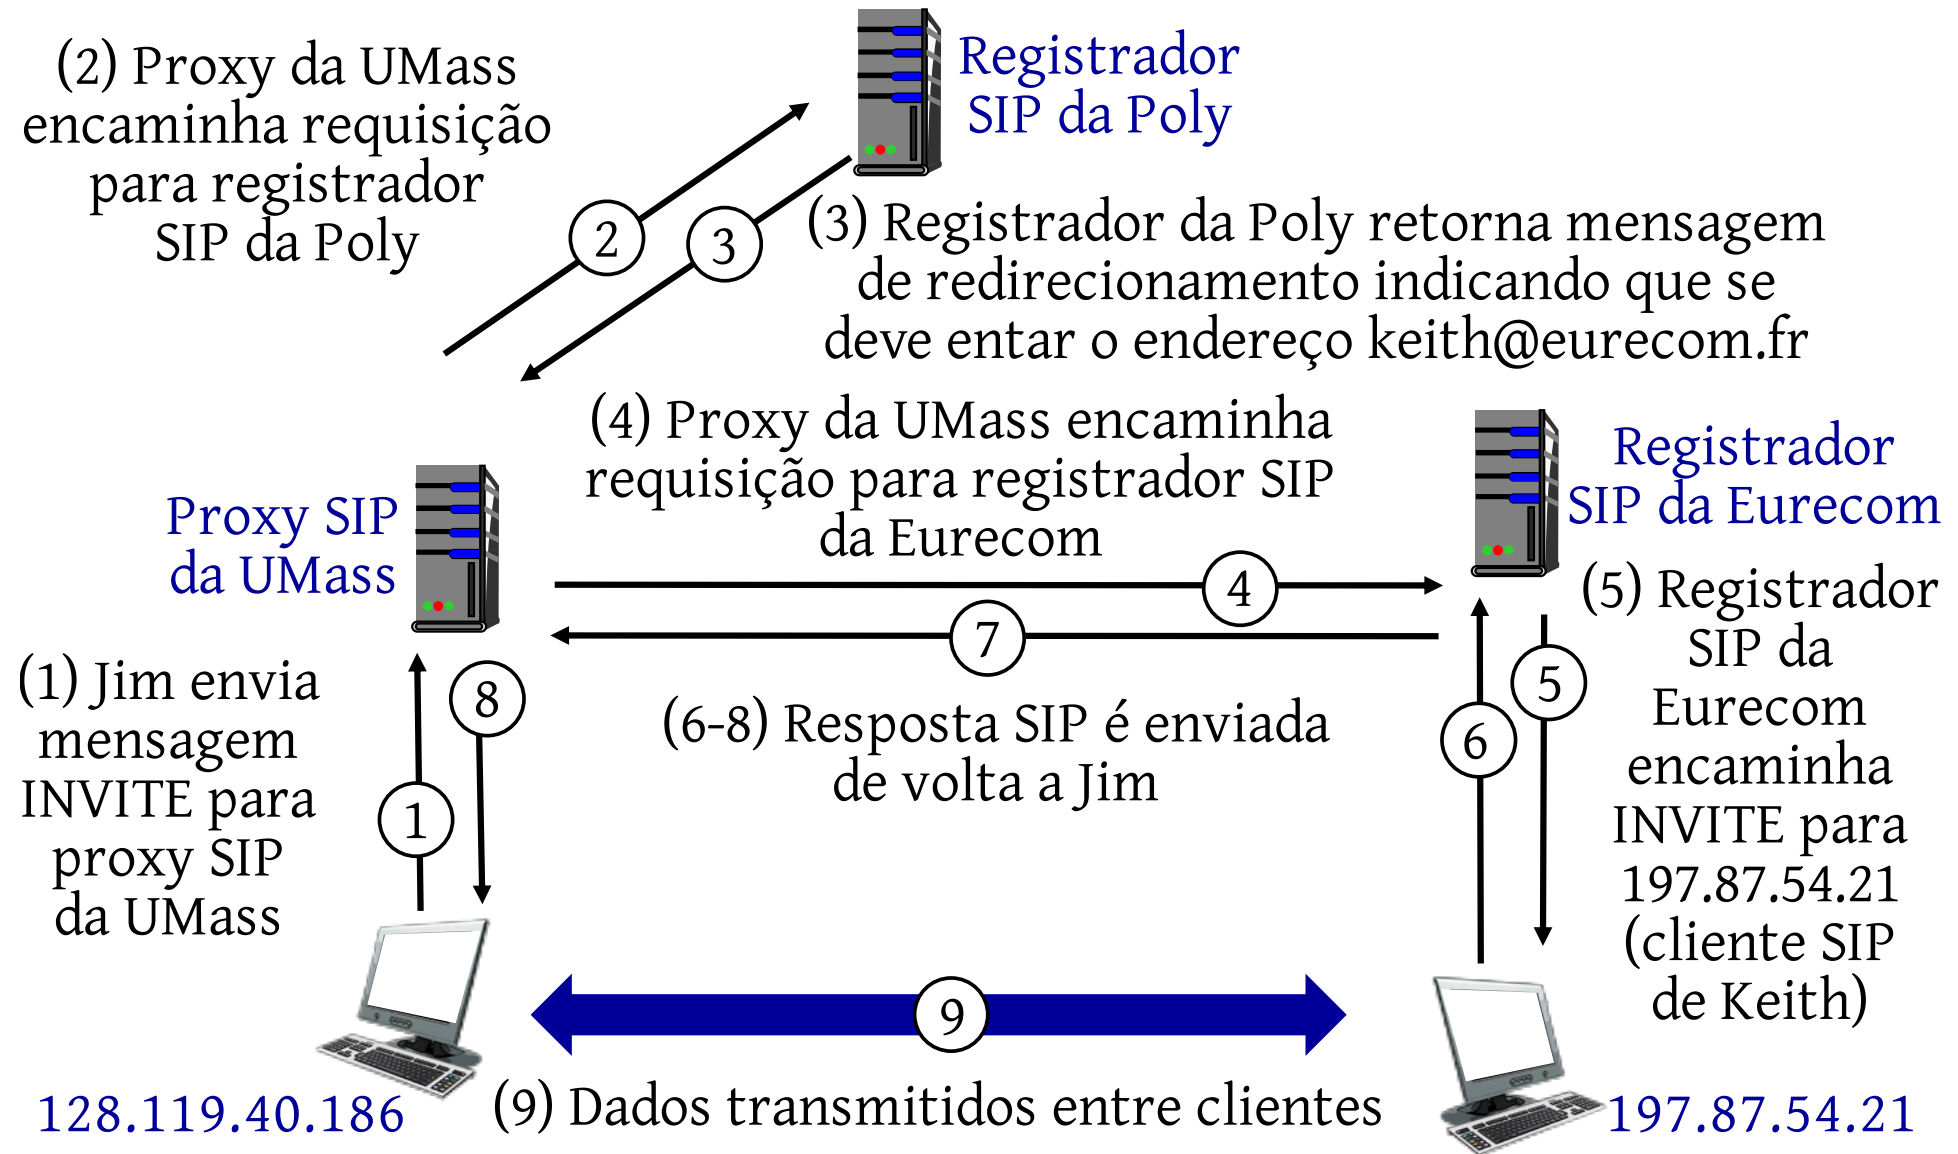 (2) Proxy da UMass
encaminha requisição
para registrador
SIP da Poly
Registrador
SIP da Poly
2
3
(3) Registrador da Poly retorna mensagem
de redirecionamento indicando que se
deve entar o endereço keith@eurecom.fr
(4) Proxy da UMass encaminha
requisição para registrador SIP
da Eurecom
Registrador
SIP da Eurecom
Proxy SIP
da UMass
4
7
(5) Registrador
SIP da
Eurecom
encaminha
INVITE para
197.87.54.21
(cliente SIP
de Keith)
(1) Jim envia
mensagem
INVITE para
proxy SIP
da UMass
8
1
(6-8) Resposta SIP é enviada
de volta a Jim
5
6
9
128.119.40.186
(9) Dados transmitidos entre clientes
197.87.54.21